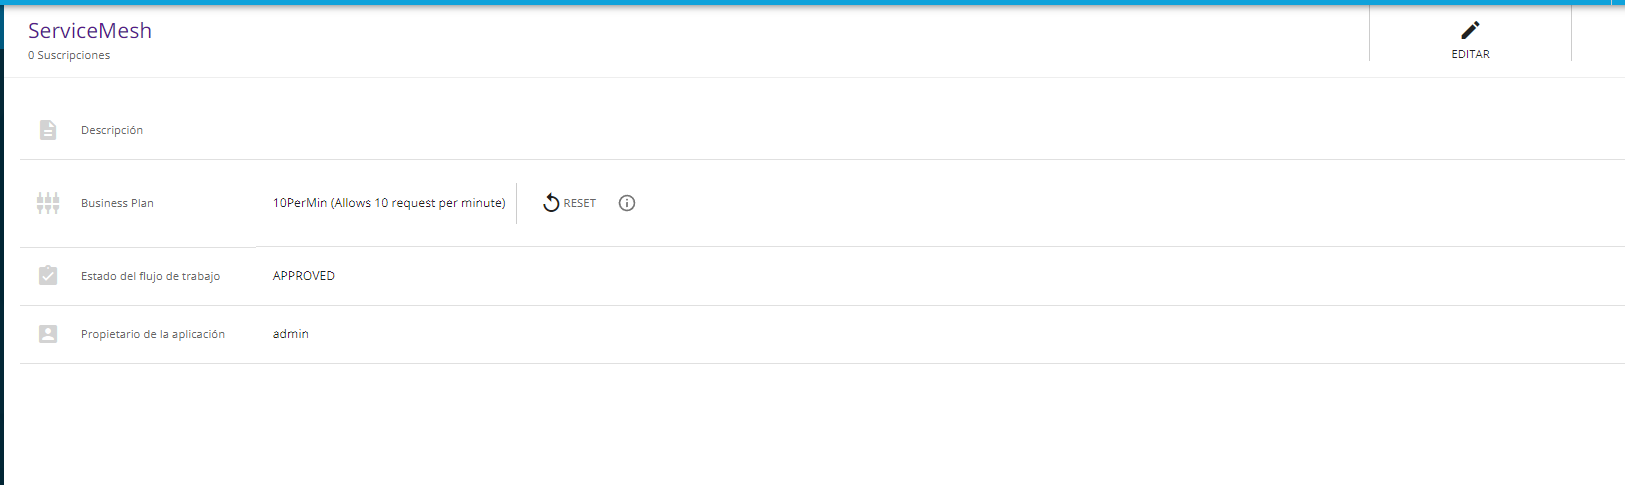 ServiceMesh
0 Suscripciones
EDITAR
Descripción
Business Plan
10PerMin (Allows 10 request per minute)
RESET
Estado del flujo de trabajo
APPROVED
Propietario de la aplicación
admin